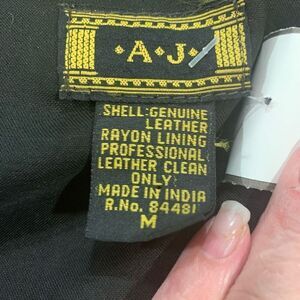 ·A·J·
SHELL:GENUINE
LEATHER
RAYON LINING
PROFESSIONAL
LEATHER CLEAN
ONLY
MADE IN INDIA
R.No. 84481
M